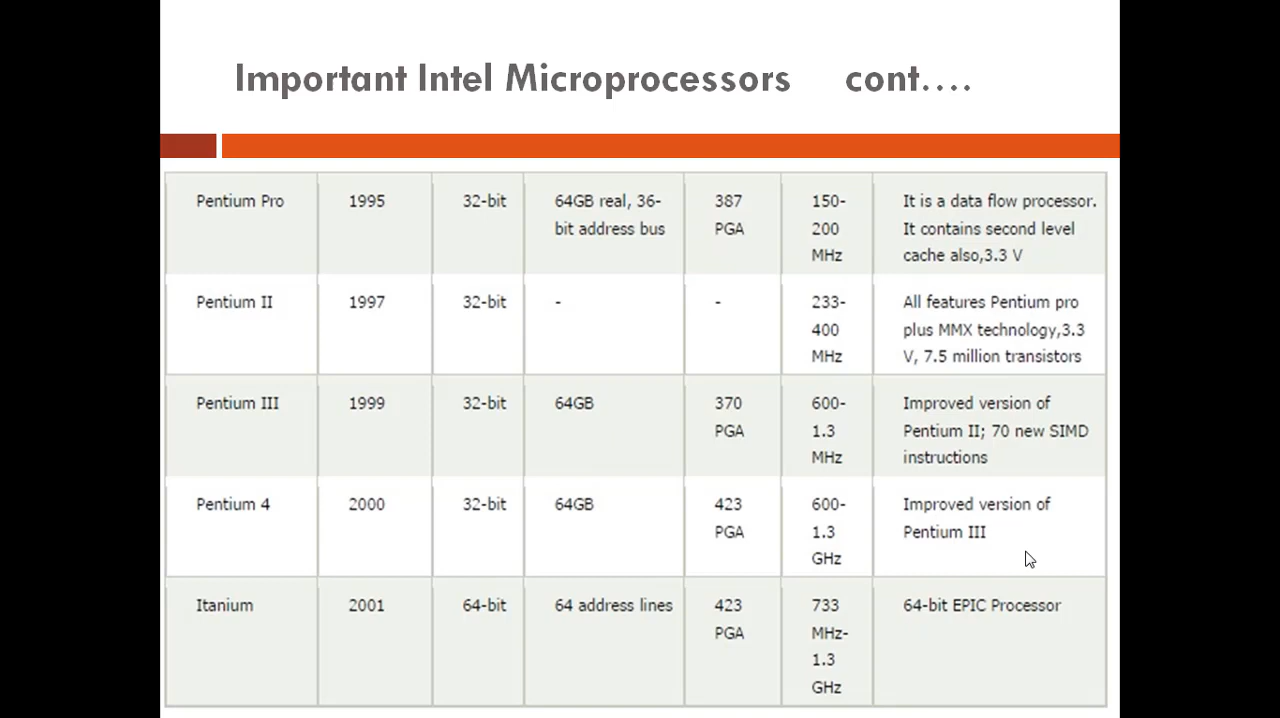 Important Intel Microprocessors cont....
Pentium Pro 1995 32-bit 64GB real, 36- 387 150- It is a data flow processor.
bit address bus PGA 200 It contains second level
MHz cache also,3.3 V
Pentium II 1997 32-bit - - 233- All features Pentium pro
400 plus MMX technology,3.3
MHz V, 7.5 million transistors
Pentium III 1999 32-bit 64GB 370 600- Improved version of
PGA 1.3 Pentium II; 70 new SIMD
MHz instructions
Pentium 4 2000 32-bit 64GB 423 600- Improved version of
PGA 1.3 Pentium III
GHz
Itanium 2001 64-bit 64 address lines 423 733 64-bit EPIC Processor
PGA MHz-
1.3
GHz